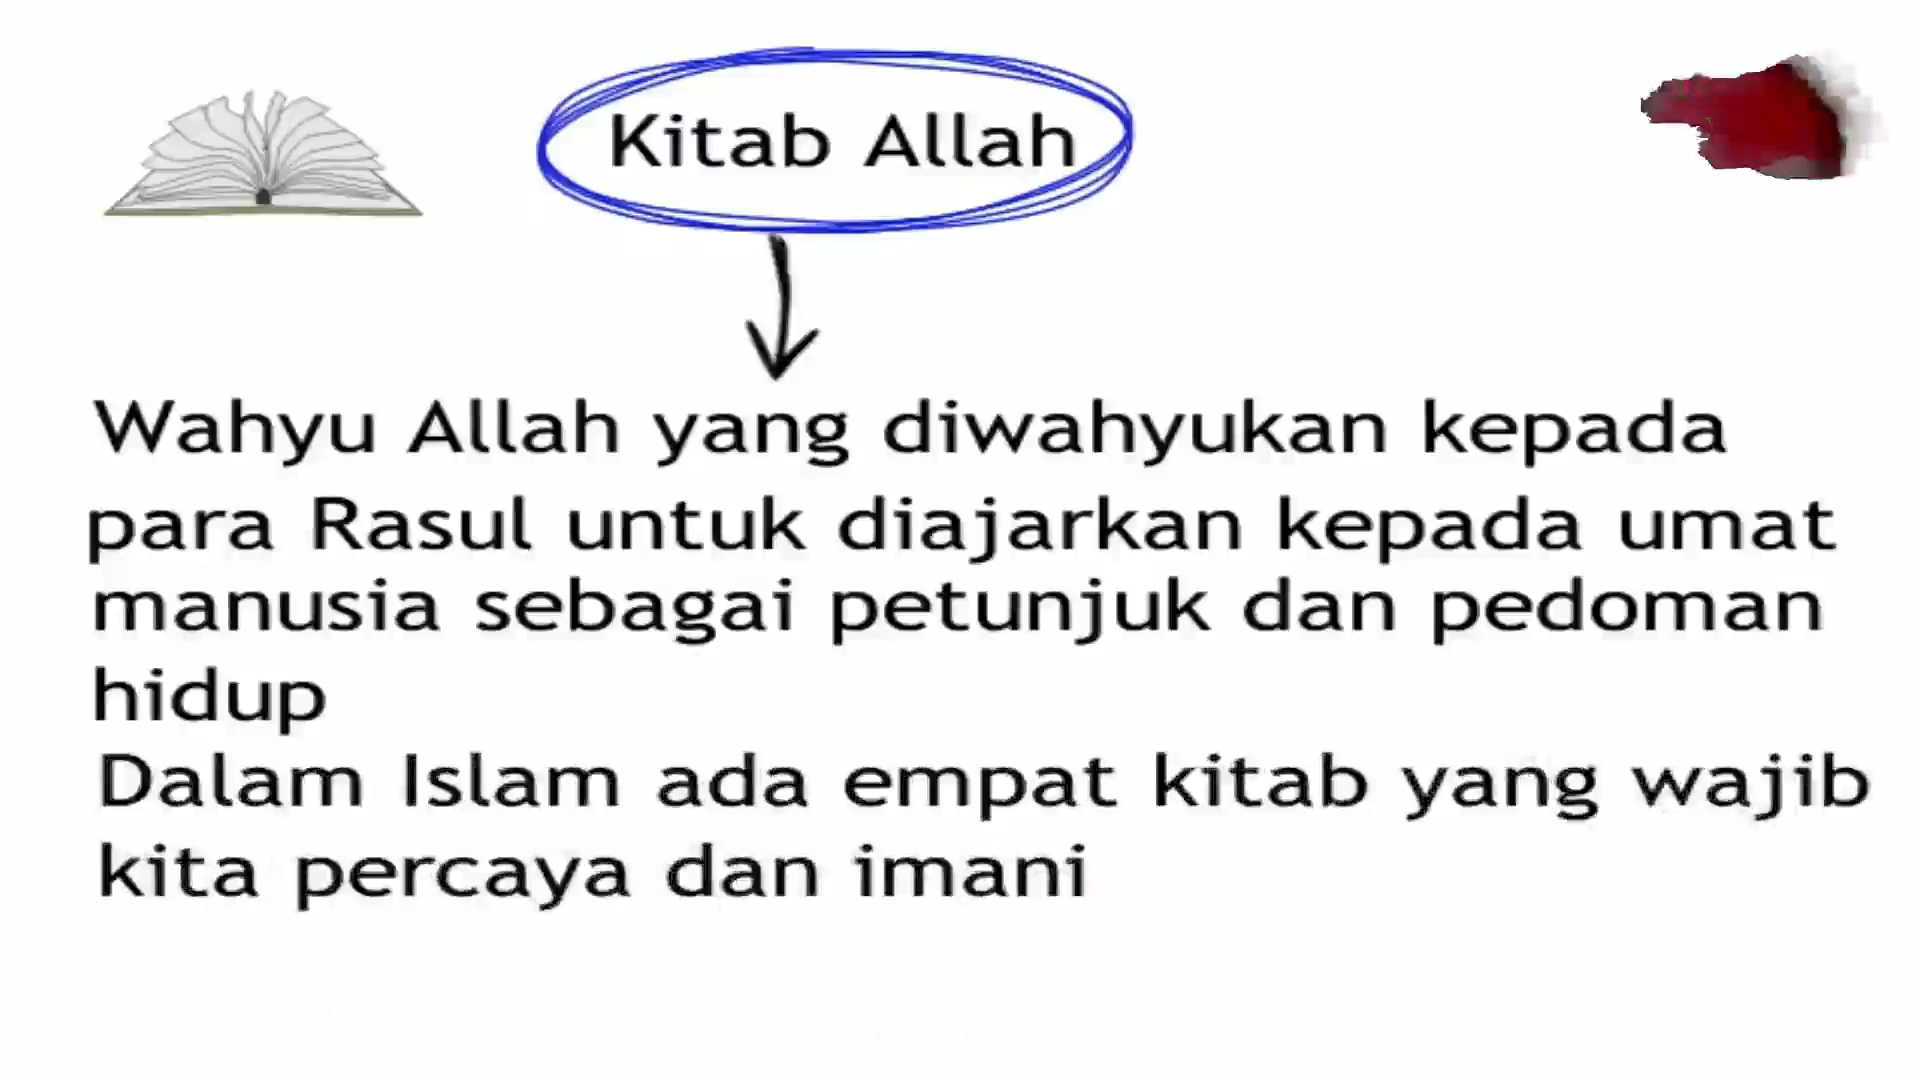 Kitab Allah
Wahyu Allah yang diwahyukan kepada
para Rasul untuk diajarkan kepada umat
manusia sebagai petunjuk dan pedoman
hidup
Dalam Islam ada empat kitab yang wajib
kita percaya dan imani